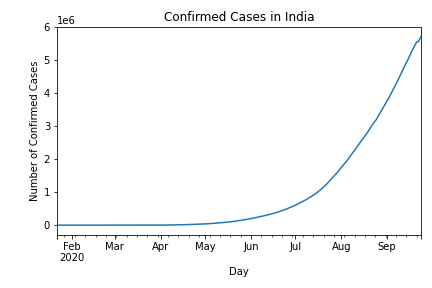 Confirmed Cases in India
1e6
6
5
4
3
2
1
0
Number of Confirmed Cases
Feb Mar Apr May Jun Jul Aug Sep
2020
Day